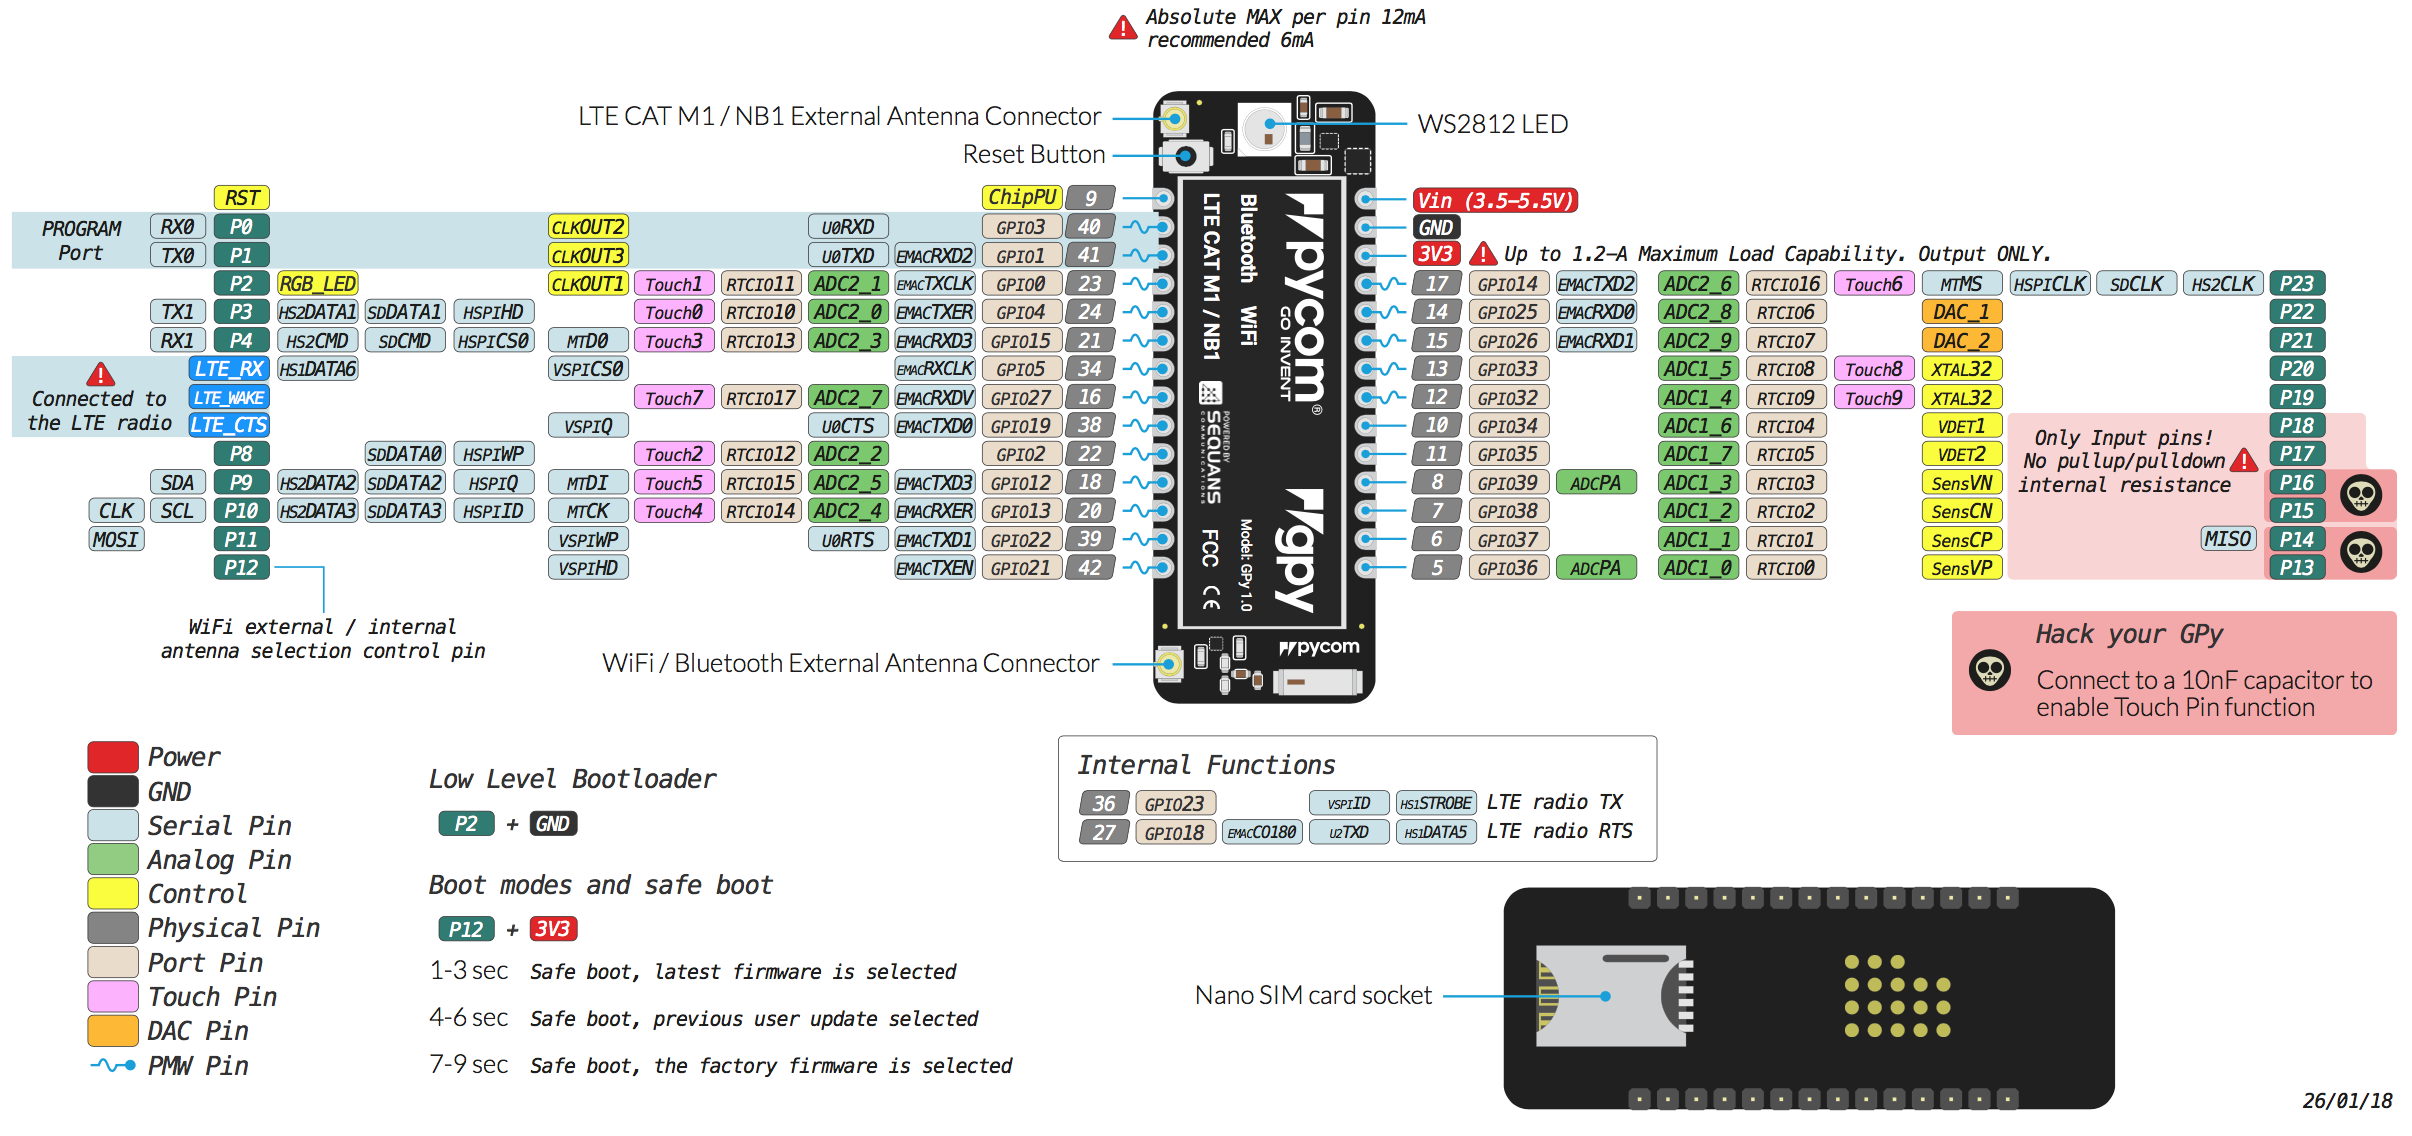 Absolute MAX per pin 12mA
recommended 6mA
LTE CAT M1 / NB1 External Antenna Connector
WS2812 LED
Reset Button
RST ChipPU 9 Vin (3.5-5.5V)
PROGRAM
Port
RX0 P0 CLKOUT2 U0RXD GPIO3 40 GND
TX0 P1 CLKOUT3 U0TXD EMACRXD2 GPIO1 41 3V3 Up to 1.2-A Maximum Load Capability. Output ONLY.
P2 RGB_LED CLKOUT1 Touch1 RTCIO11 ADC2_1 EMACTXCLK GPIO0 23 17 GPIO14 EMACTXD2 ADC2_6 RTCIO16 Touch6 MTMS HSPICLK SDCLK HS2CLK P23
TX1 P3 HS2DATA1 SDDATA1 HSPIHD Touch0 RTCIO10 ADC2_0 EMACTXER GPIO4 24 14 GPIO25 EMACRXD0 ADC2_8 RTCIO6 DAC_1 P22
RX1 P4 HS2CMD SDCMD HSPICS0 MTDO Touch3 RTCIO13 ADC2_3 EMACRXD3 GPIO15 21 15 GPIO26 EMACRXD1 ADC2_9 RTCIO7 DAC_2 P21
LTE_RX HS1DATA6 VSPICS0 EMACRXCLK GPIO5 34 13 GPIO33 ADC1_5 RTCIO8 Touch8 XTAL32 P20
Connected to
the LTE radio
LTE_WAKE Touch7 RTCIO17 ADC2_7 EMACRXDV GPIO27 16 12 GPIO32 ADC1_4 RTCIO9 Touch9 XTAL32 P19
LTE_CTS VSPIQ U0CTS EMACTXD0 GPIO19 38 10 GPIO34 ADC1_6 RTCIO4 VDET1 P18
P8 SDDATA0 HSPIWP Touch2 RTCIO12 ADC2_2 GPIO2 22 11 GPIO35 ADC1_7 RTCIO5 VDET2 P17
Only Input pins!
No pullup/pulldown
internal resistance
SDA P9 HS2DATA2 SDDATA2 HSPIQ MTDI Touch5 RTCIO15 ADC2_5 EMACTXD3 GPIO12 18 8 GPIO39 ADCPA ADC1_3 RTCIO3 SensVN P16
CLK SCL P10 HS2DATA3 SDDATA3 HSPIID MTCK Touch4 RTCIO14 ADC2_4 EMACRXER GPIO13 20 7 GPIO38 ADC1_2 RTCIO2 SensCN P15
MOSI P11 VSPIWP U0RTS EMACTXD1 GPIO22 39 6 GPIO37 ADC1_1 RTCIO1 SensCP MISO P14
P12 VSPIHD EMACTXEN GPIO21 42 5 GPIO36 ADCPA ADC1_0 RTCIO0 SensVP P13
LTE CAT M1 / NB1
Bluetooth WiFi
pycom®
GO INVENT
POWERED BY
SEQUANS
COMMUNICATIONS
FCC CE
Model: GPy 1.0
gpy
pycom
WiFi external / internal
antenna selection control pin
WiFi / Bluetooth External Antenna Connector
Hack your GPy
Connect to a 10nF capacitor to
enable Touch Pin function
Power
GND
Serial Pin
Analog Pin
Control
Physical Pin
Port Pin
Touch Pin
DAC Pin
PMW Pin
Low Level Bootloader
P2 + GND
Boot modes and safe boot
P12 + 3V3
1-3 sec Safe boot, latest firmware is selected
4-6 sec Safe boot, previous user update selected
7-9 sec Safe boot, the factory firmware is selected
Internal Functions
36 GPIO23 VSPIID HS1STROBE LTE radio TX
27 GPIO18 EMACCO180 U2TXD HS1DATA5 LTE radio RTS
Nano SIM card socket
26/01/18